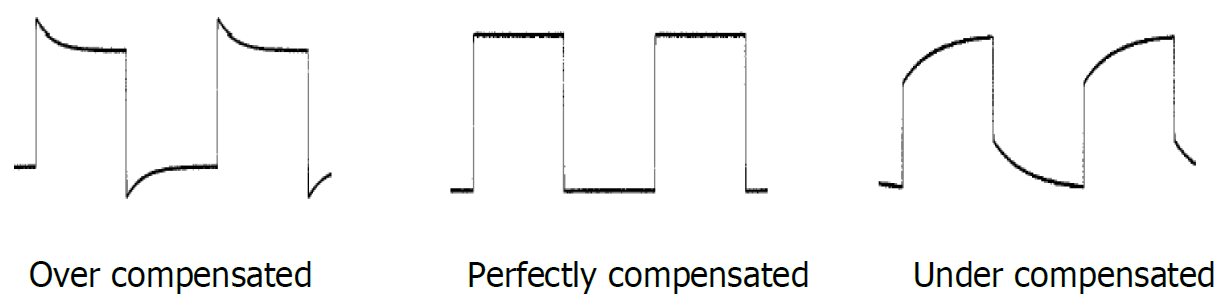 Over compensated
Perfectly compensated
Under compensated